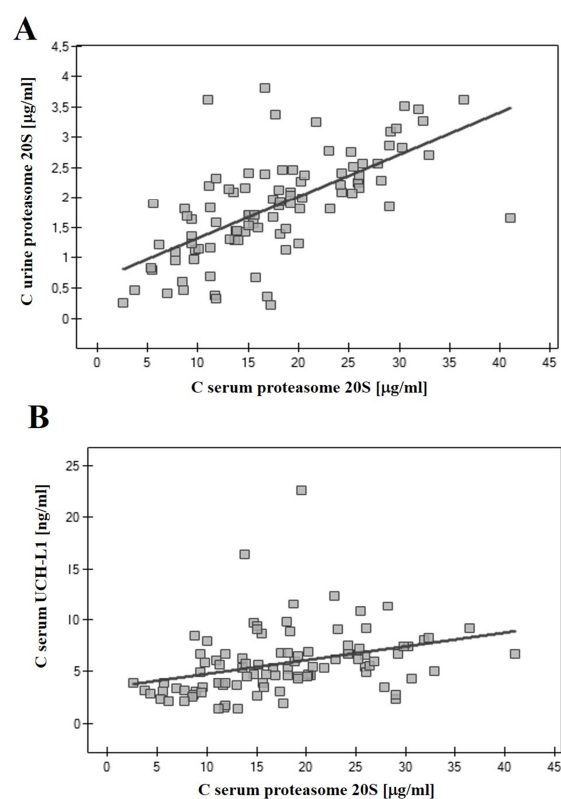 A
4.5
4
3.5
3
2.5
2
1.5
1
0.5
0
C urine proteasome 20S [µg/ml]
0 5 10 15 20 25 30 35 40 45
C serum proteasome 20S [µg/ml]
B
25
20
15
10
5
0
C serum UCH-L1 [ng/ml]
0 5 10 15 20 25 30 35 40 45
C serum proteasome 20S [µg/ml]